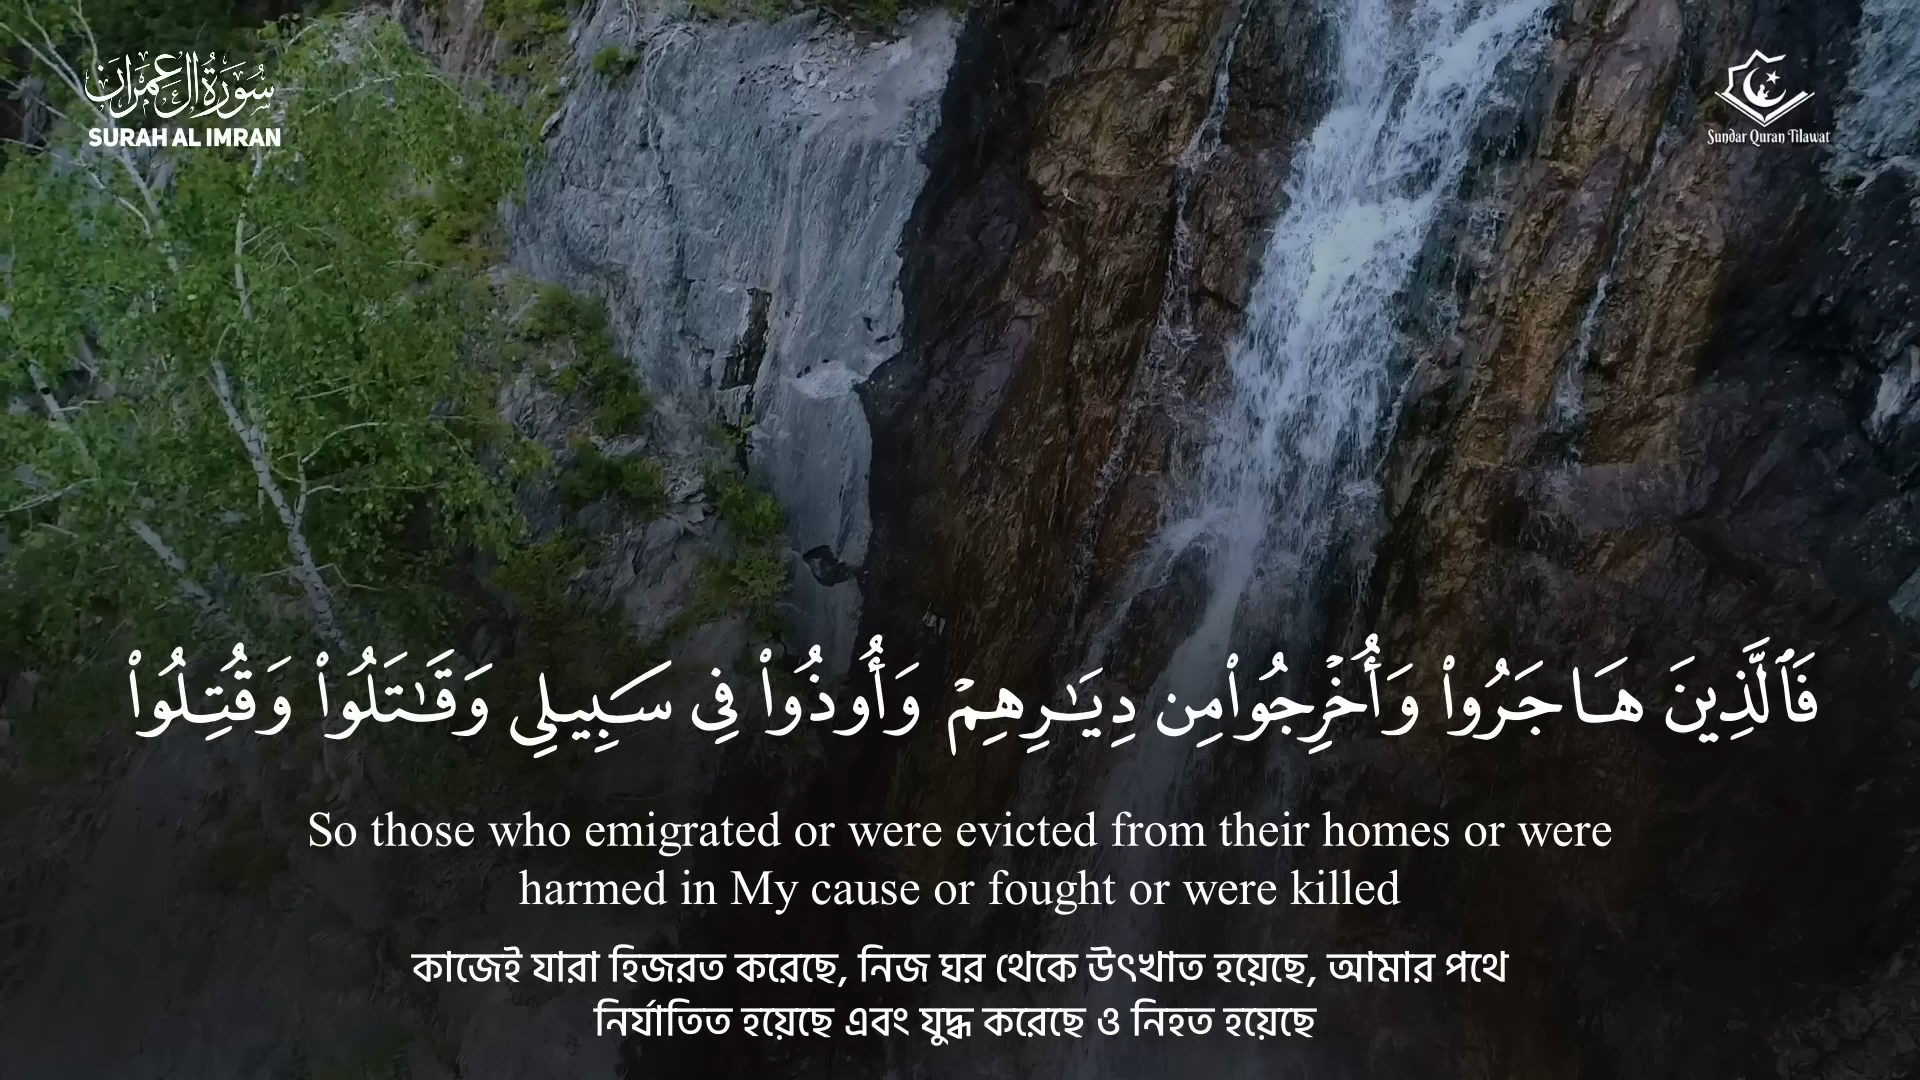 سُورَةُ اٰلِ عِمرَان
SURAH AL IMRAN
Sundar Quran Tilawat
فَٱلَّذِينَ هَاجَرُوا۟ وَأُخْرِجُوا۟ مِن دِيَـٰرِهِمْ وَأُوذُوا۟ فِى سَبِيلِى وَقَـٰتَلُوا۟ وَقُتِلُوا۟
So those who emigrated or were evicted from their homes or were
harmed in My cause or fought or were killed
কাজেই যারা হিজরত করেছে, নিজ ঘর থেকে উৎখাত হয়েছে, আমার পথে
নির্যাতিত হয়েছে এবং যুদ্ধ করেছে ও নিহত হয়েছে